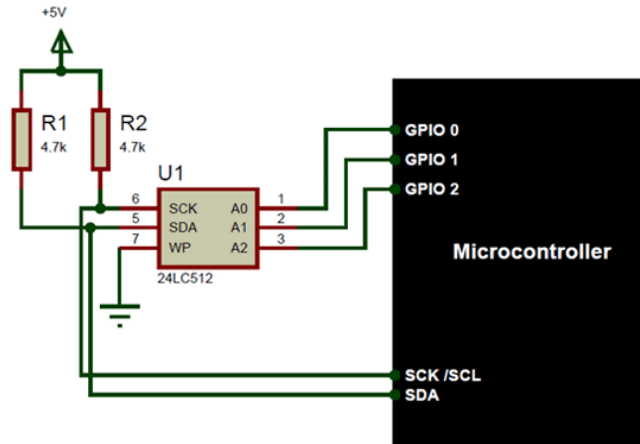 +5V
R1
4.7k
R2
4.7k
U1
6 SCK A0 1
5 SDA A1 2
7 WP A2 3
24LC512
GPIO 0
GPIO 1
GPIO 2
Microcontroller
SCK /SCL
SDA